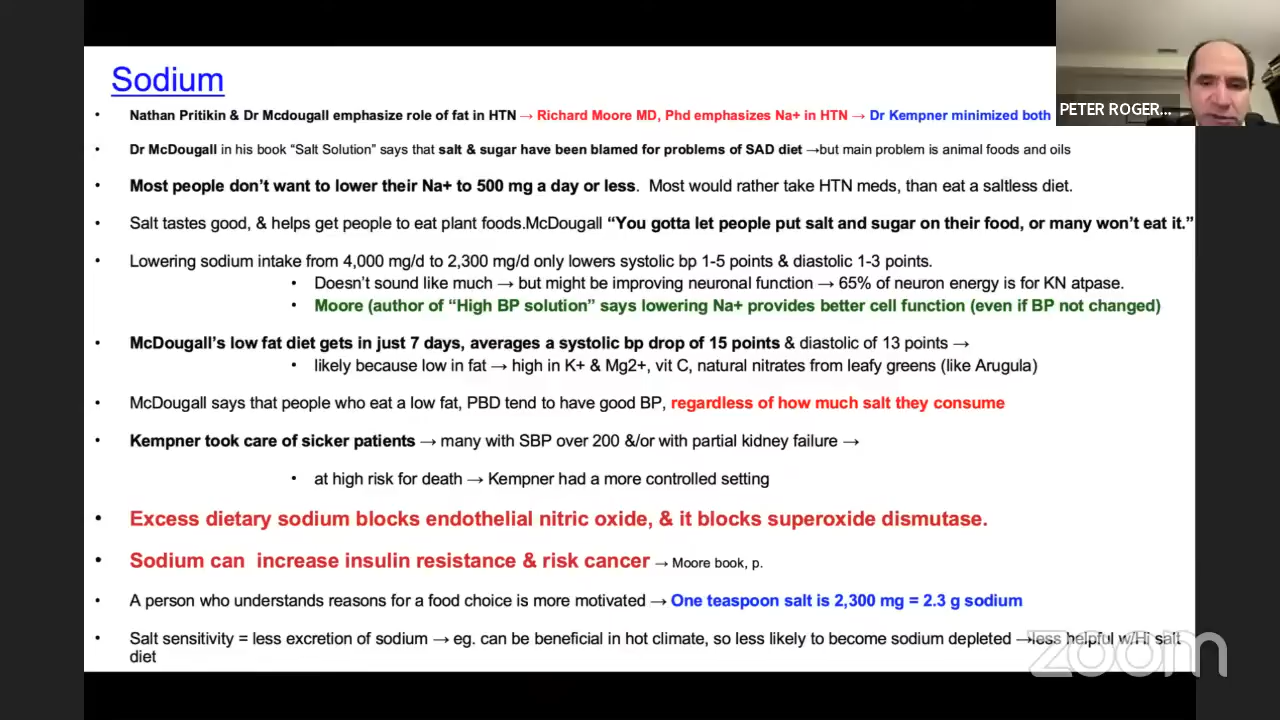 Sodium
PETER ROGER...
• Nathan Pritikin & Dr Mcdougall emphasize role of fat in HTN → Richard Moore MD, Phd emphasizes Na+ in HTN → Dr Kempner minimized both
• Dr McDougall in his book “Salt Solution” says that salt & sugar have been blamed for problems of SAD diet →but main problem is animal foods and oils
• Most people don’t want to lower their Na+ to 500 mg a day or less. Most would rather take HTN meds, than eat a saltless diet.
• Salt tastes good, & helps get people to eat plant foods.McDougall “You gotta let people put salt and sugar on their food, or many won’t eat it.”
• Lowering sodium intake from 4,000 mg/d to 2,300 mg/d only lowers systolic bp 1-5 points & diastolic 1-3 points.
• Doesn’t sound like much → but might be improving neuronal function → 65% of neuron energy is for KN atpase.
• Moore (author of “High BP solution” says lowering Na+ provides better cell function (even if BP not changed)
• McDougall’s low fat diet gets in just 7 days, averages a systolic bp drop of 15 points & diastolic of 13 points →
• likely because low in fat → high in K+ & Mg2+, vit C, natural nitrates from leafy greens (like Arugula)
• McDougall says that people who eat a low fat, PBD tend to have good BP, regardless of how much salt they consume
• Kempner took care of sicker patients → many with SBP over 200 &/or with partial kidney failure →
• at high risk for death → Kempner had a more controlled setting
• Excess dietary sodium blocks endothelial nitric oxide, & it blocks superoxide dismutase.
• Sodium can increase insulin resistance & risk cancer → Moore book, p.
• A person who understands reasons for a food choice is more motivated → One teaspoon salt is 2,300 mg = 2.3 g sodium
• Salt sensitivity = less excretion of sodium → eg. can be beneficial in hot climate, so less likely to become sodium depleted →less helpful w/Hi salt
diet
zoom